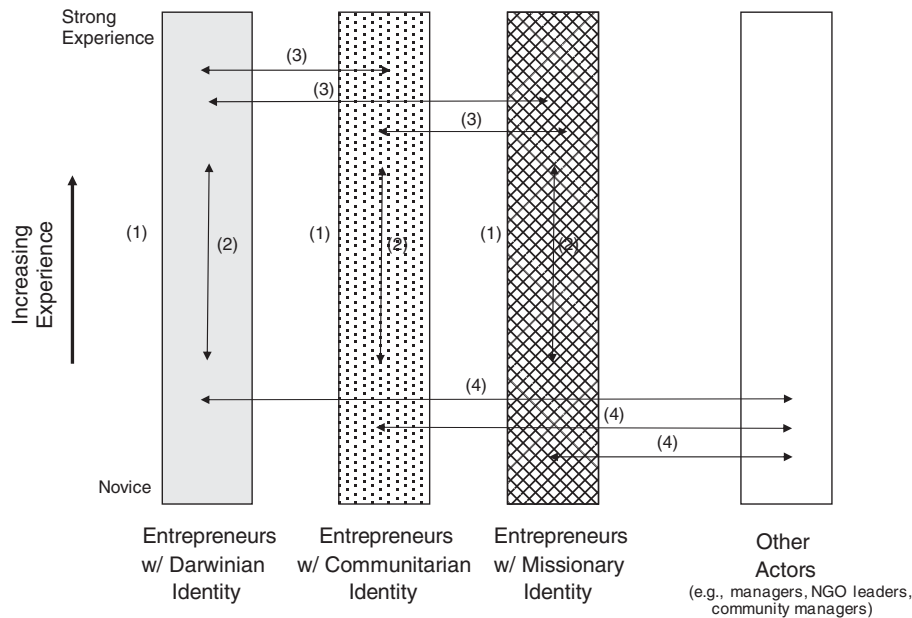 Strong
Experience
(3)
(3)
(3)
Increasing
Experience
(1)
(2)
(1)
(2)
(1)
(2)
(4)
(4)
(4)
Novice
Entrepreneurs
w/ Darwinian
Identity
Entrepreneurs
w/ Communitarian
Identity
Entrepreneurs
w/ Missionary
Identity
Other
Actors
(e.g., managers, NGO leaders,
community managers)